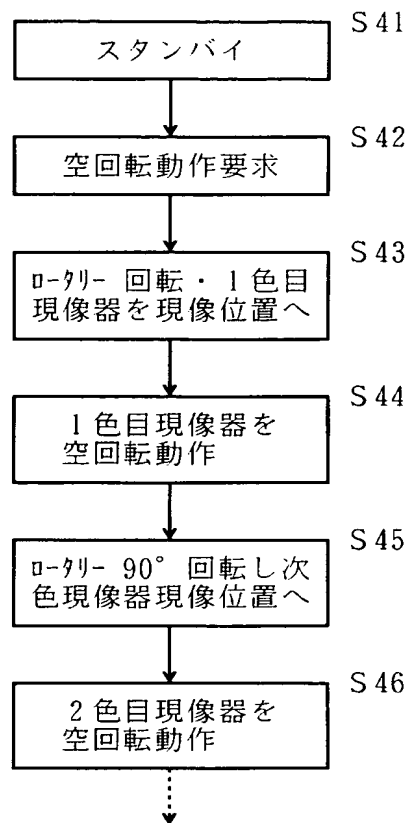 S41
スタンバイ
S42
空回転動作要求
S43
ﾛｰﾀﾘｰ 回転・1色目
現像器を現像位置へ
S44
1色目現像器を
空回転動作
S45
ﾛｰﾀﾘｰ 90°回転し次
色現像器現像位置へ
S46
2色目現像器を
空回転動作